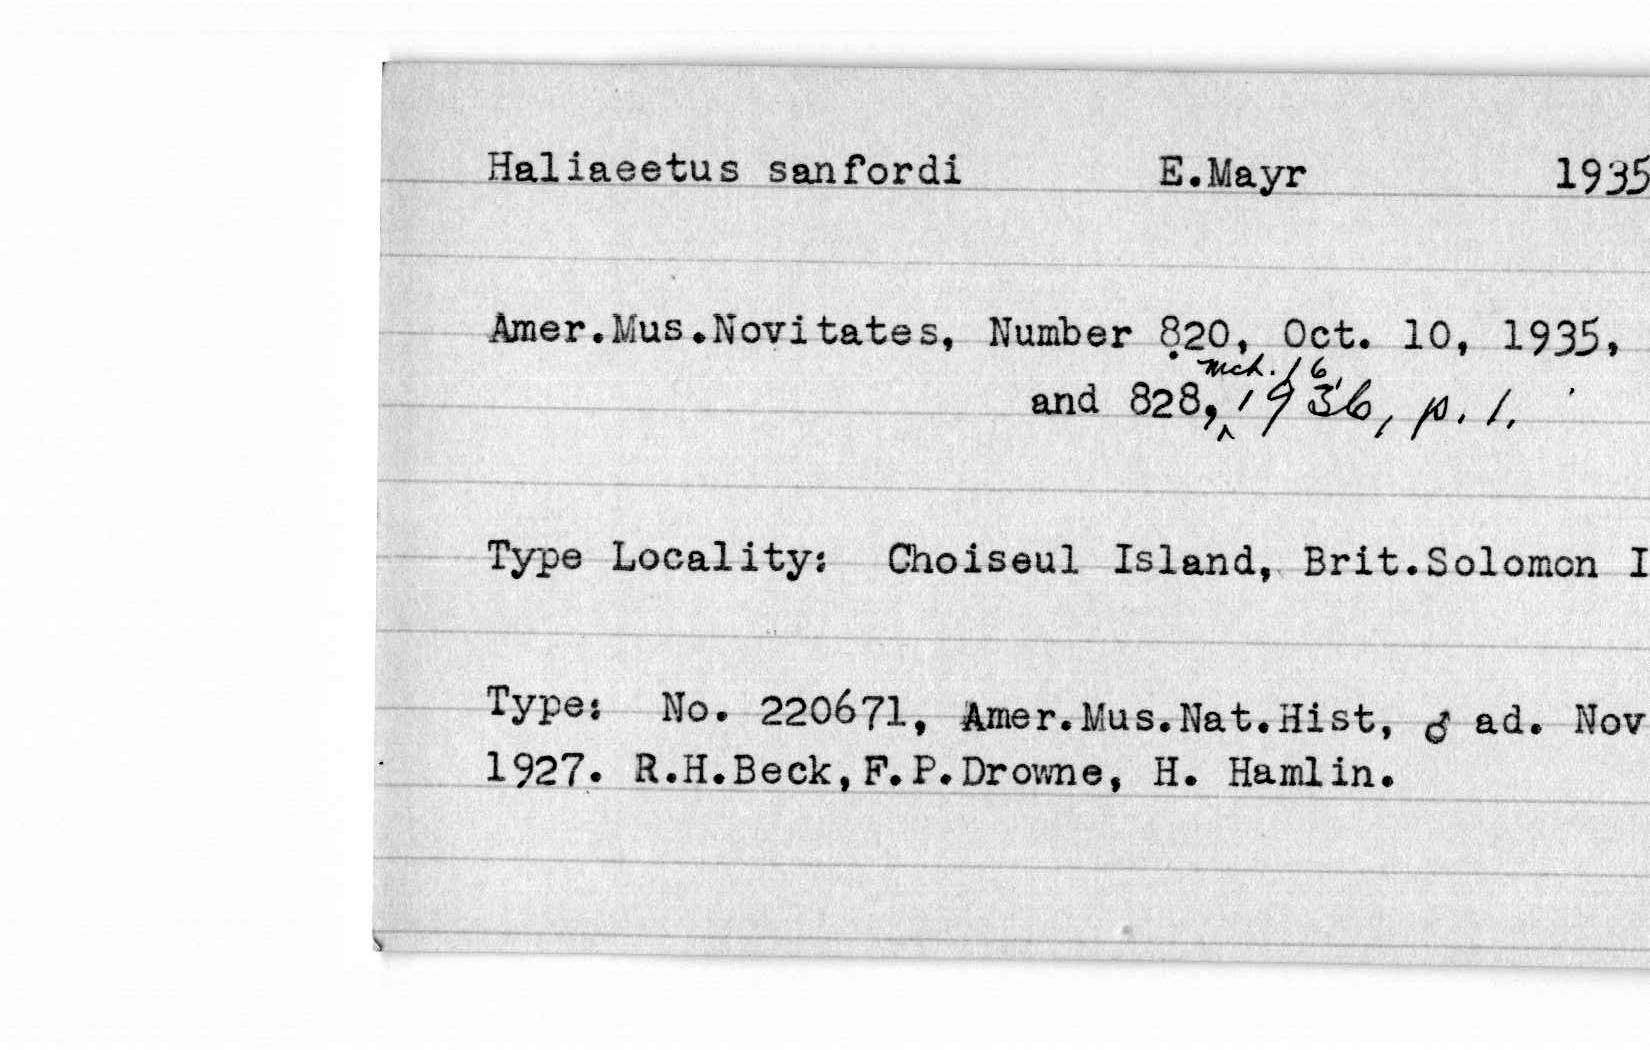 Haliaeetus sanfordi E.Mayr 1935
Amer.Mus.Novitates, Number 820, Oct. 10, 1935,
and 828, ^ Mch. 16, 1936, p. 1.
Type Locality: Choiseul Island, Brit.Solomon I
Type: No. 220671, Amer.Mus.Nat.Hist, ♂ ad. Nov
1927. R.H.Beck,F.P.Drowne, H. Hamlin.